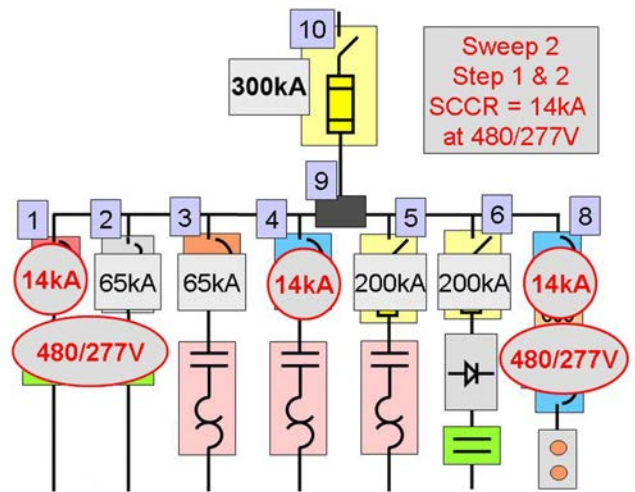 10
300kA
Sweep 2
Step 1 & 2
SCCR = 14kA
at 480/277V
9
1
2
3
4
5
6
8
14kA
65kA
65kA
14kA
200kA
200kA
14kA
480/277V
480/277V